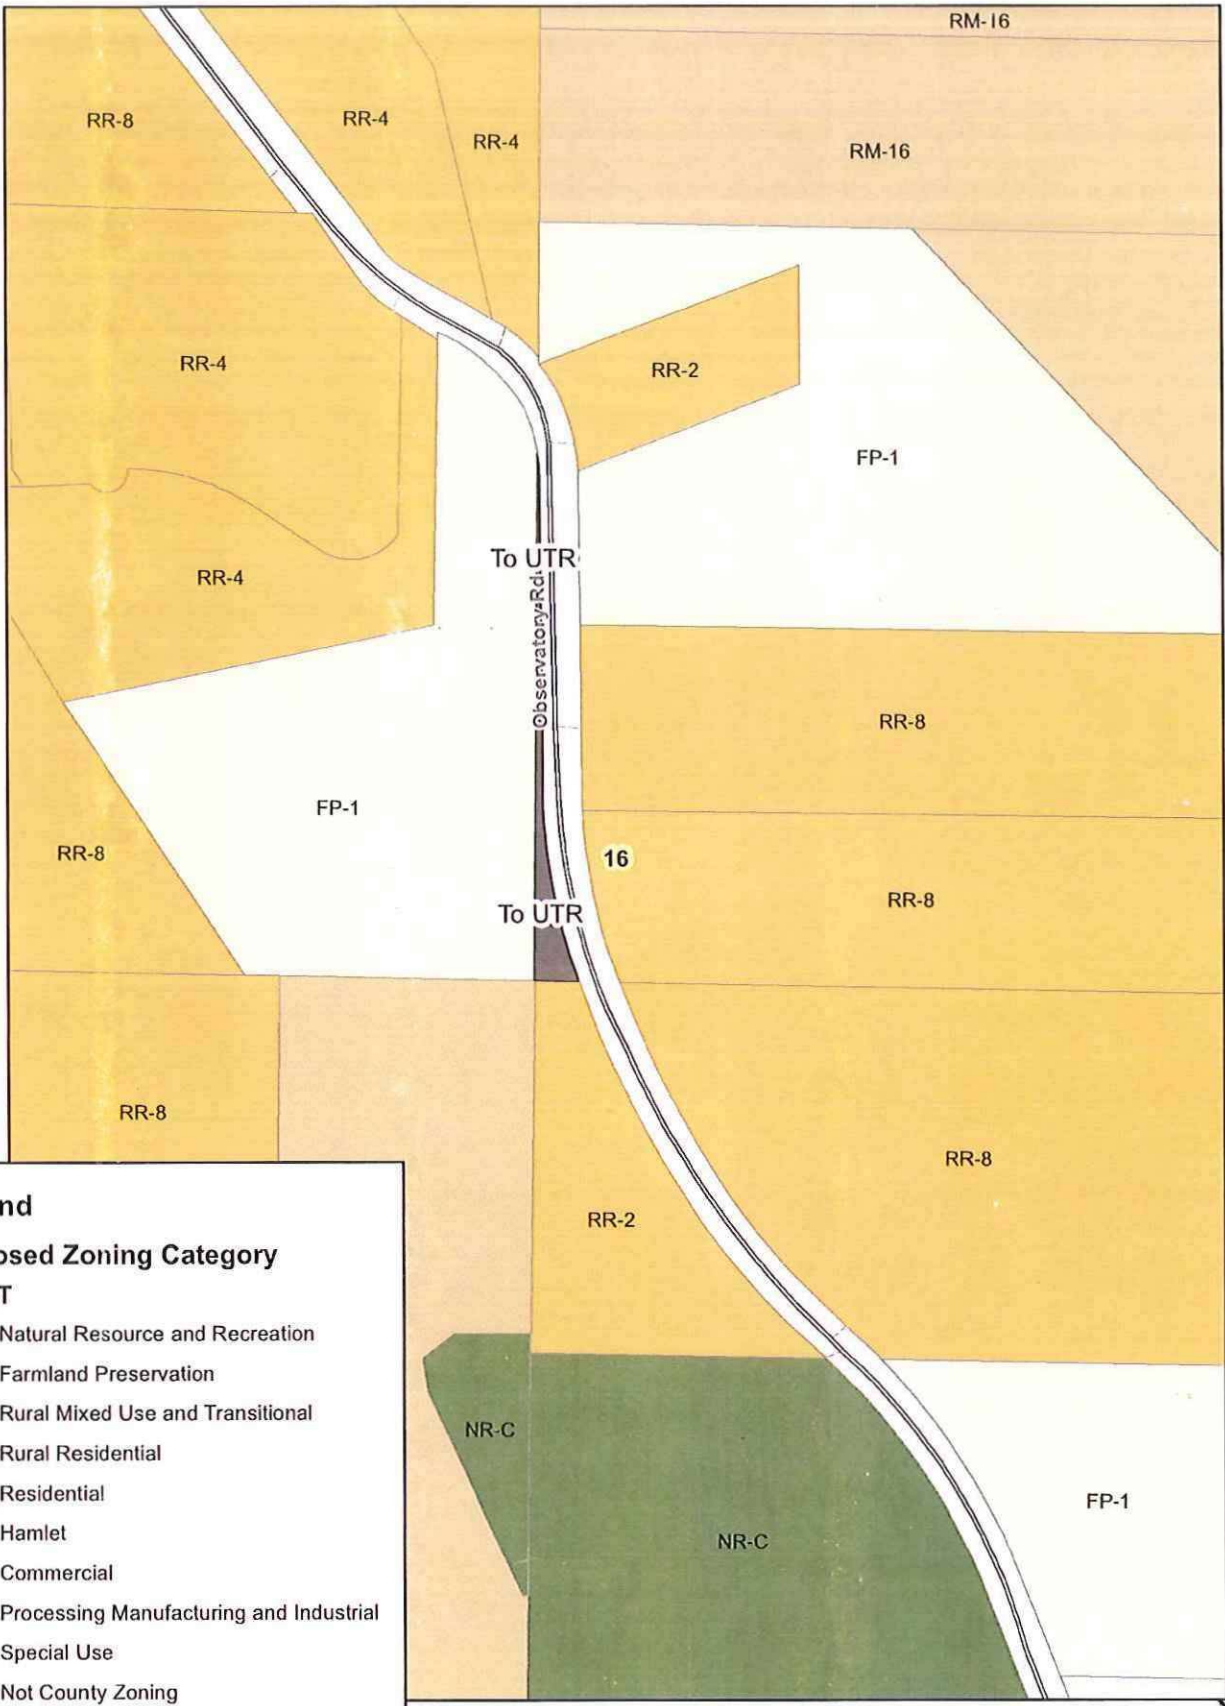 RM-16
RR-8
RR-4
RR-4
RM-16
RR-4
RR-2
FP-1
To UTR
RR-4
Observatory Rd
RR-8
FP-1
RR-8
16
RR-8
To UTR
RR-8
RR-8
RR-2
nd
osed Zoning Category
T
Natural Resource and Recreation
Farmland Preservation
Rural Mixed Use and Transitional
Rural Residential
Residential
Hamlet
Commercial
Processing Manufacturing and Industrial
Special Use
Not County Zoning
NR-C
FP-1
NR-C